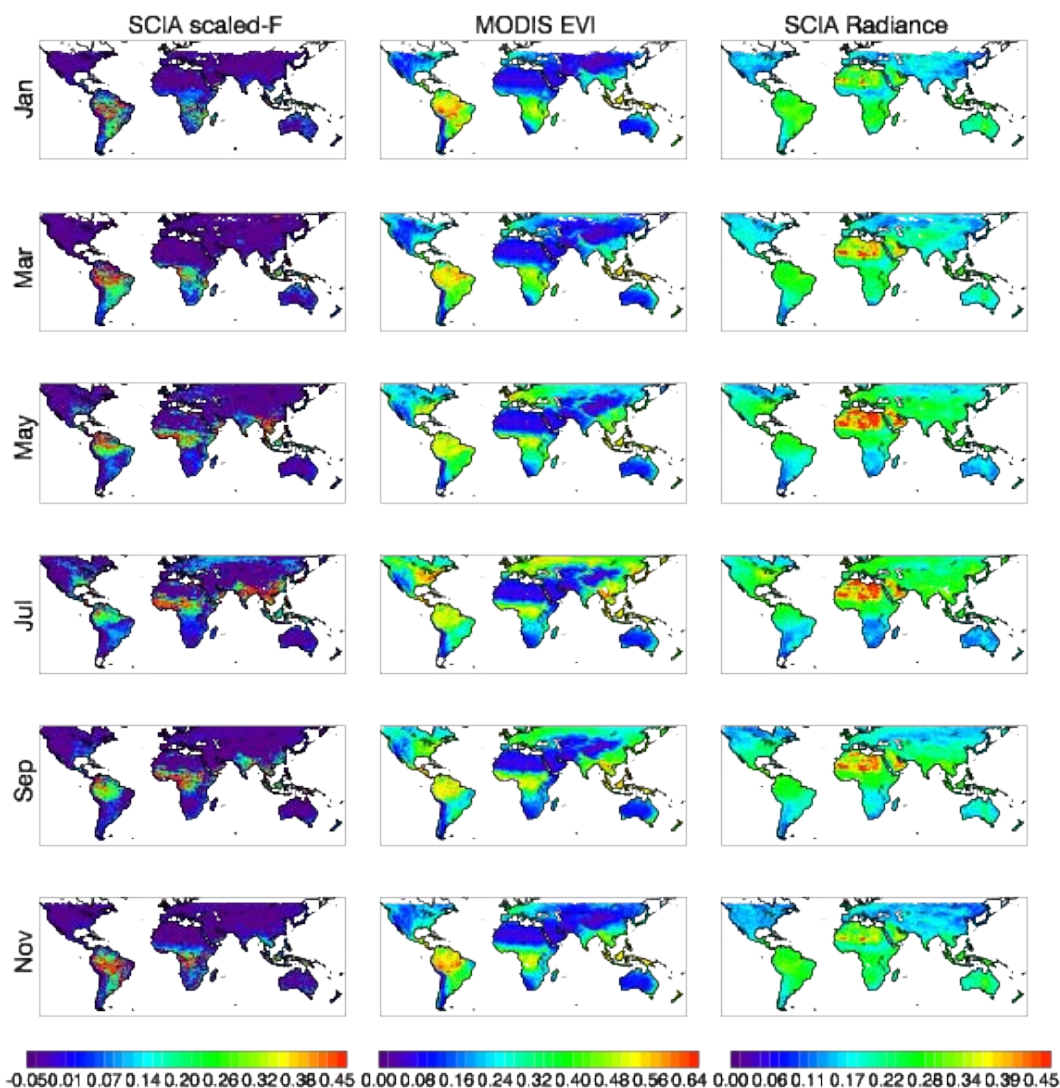 SCIA scaled-F MODIS EVI SCIA Radiance
Jan
Mar
May
Jul
Sep
Nov
-0.050.01 0.07 0.14 0.20 0.26 0.32 0.38 0.45 0.00 0.08 0.16 0.24 0.32 0.40 0.48 0.56 0.64 0.00 0.06 0.11 0.17 0.22 0.28 0.34 0.39 0.45